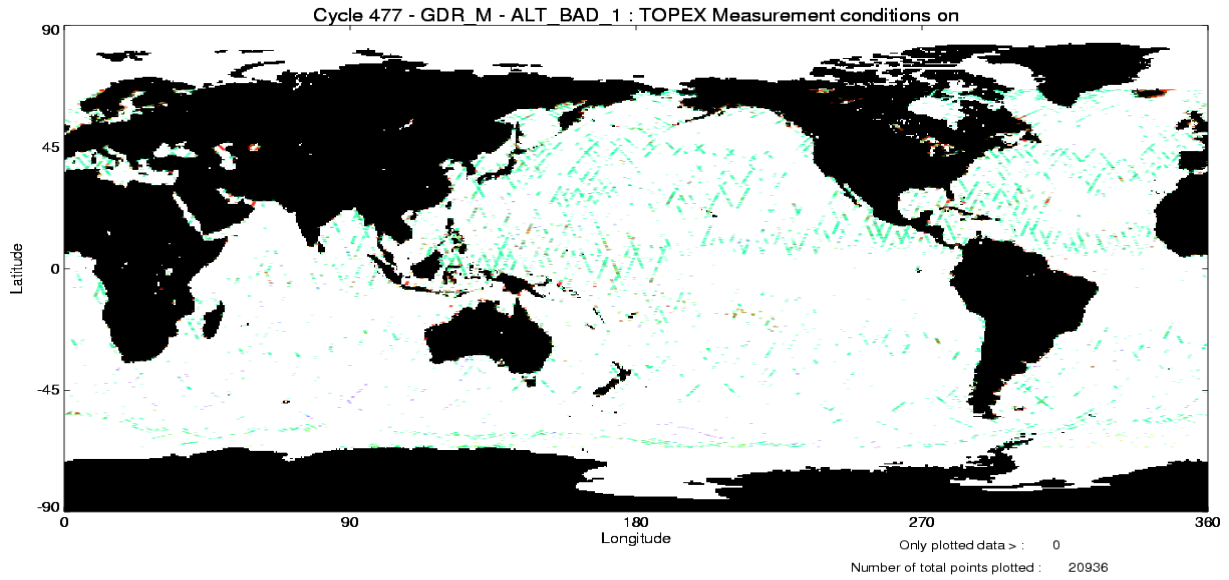 Cycle 477 - GDR_M - ALT_BAD_1 : TOPEX Measurement conditions on
90
45
0
-45
-90
Latitude
0 90 180 270 360
Longitude
Only plotted data > : 0
Number of total points plotted : 20936